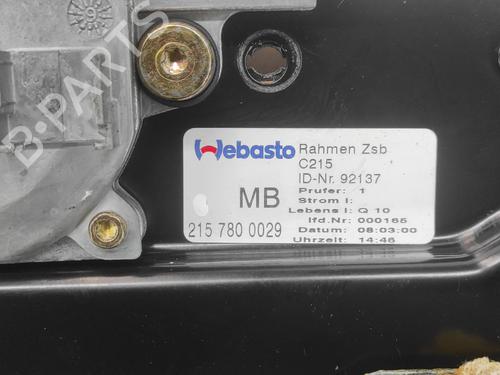 Webasto
Rahmen Zsb
C215
ID-Nr. 92137
MB
Prufer: 1
Strom I:
Lebens I: Q 10
lfd.Nr: 000165
215 780 0029
Datum: 08:03:00
Uhrzeit: 14:46
B-PARTS